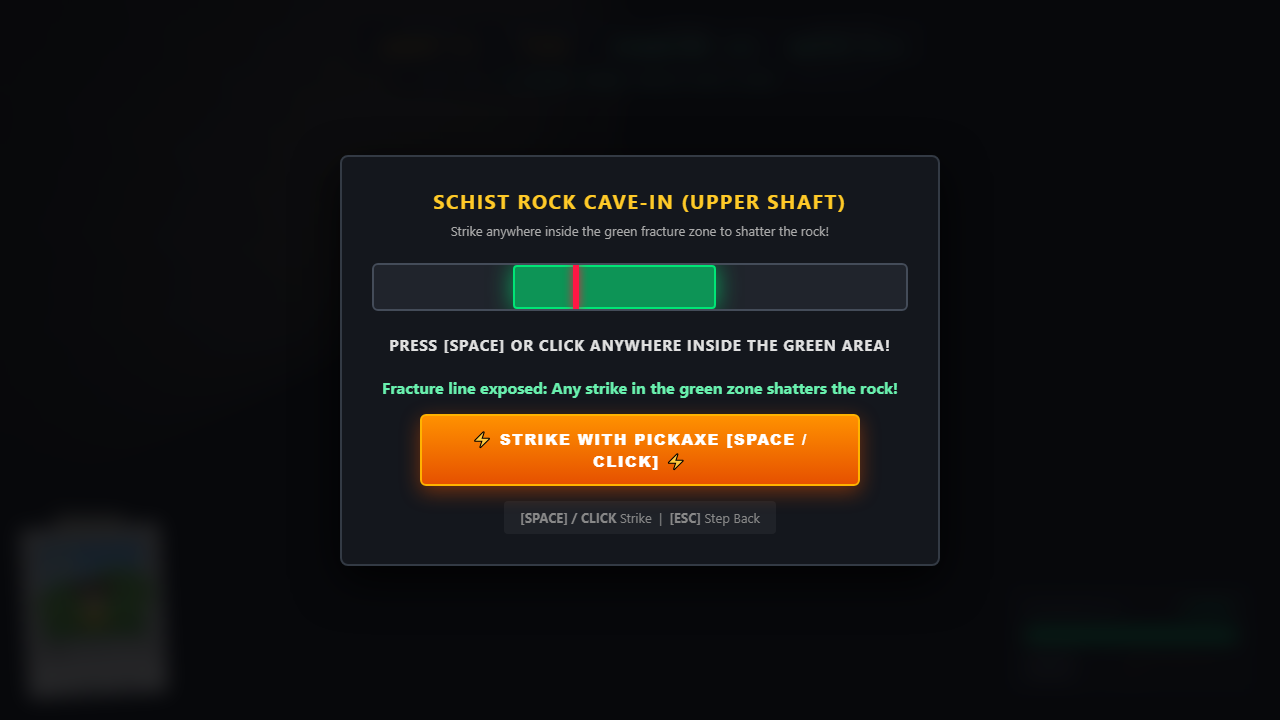 SCHIST ROCK CAVE-IN (UPPER SHAFT)
Strike anywhere inside the green fracture zone to shatter the rock!
PRESS [SPACE] OR CLICK ANYWHERE INSIDE THE GREEN AREA!
Fracture line exposed: Any strike in the green zone shatters the rock!
⚡ STRIKE WITH PICKAXE [SPACE /
CLICK] ⚡
[SPACE] / CLICK Strike | [ESC] Step Back